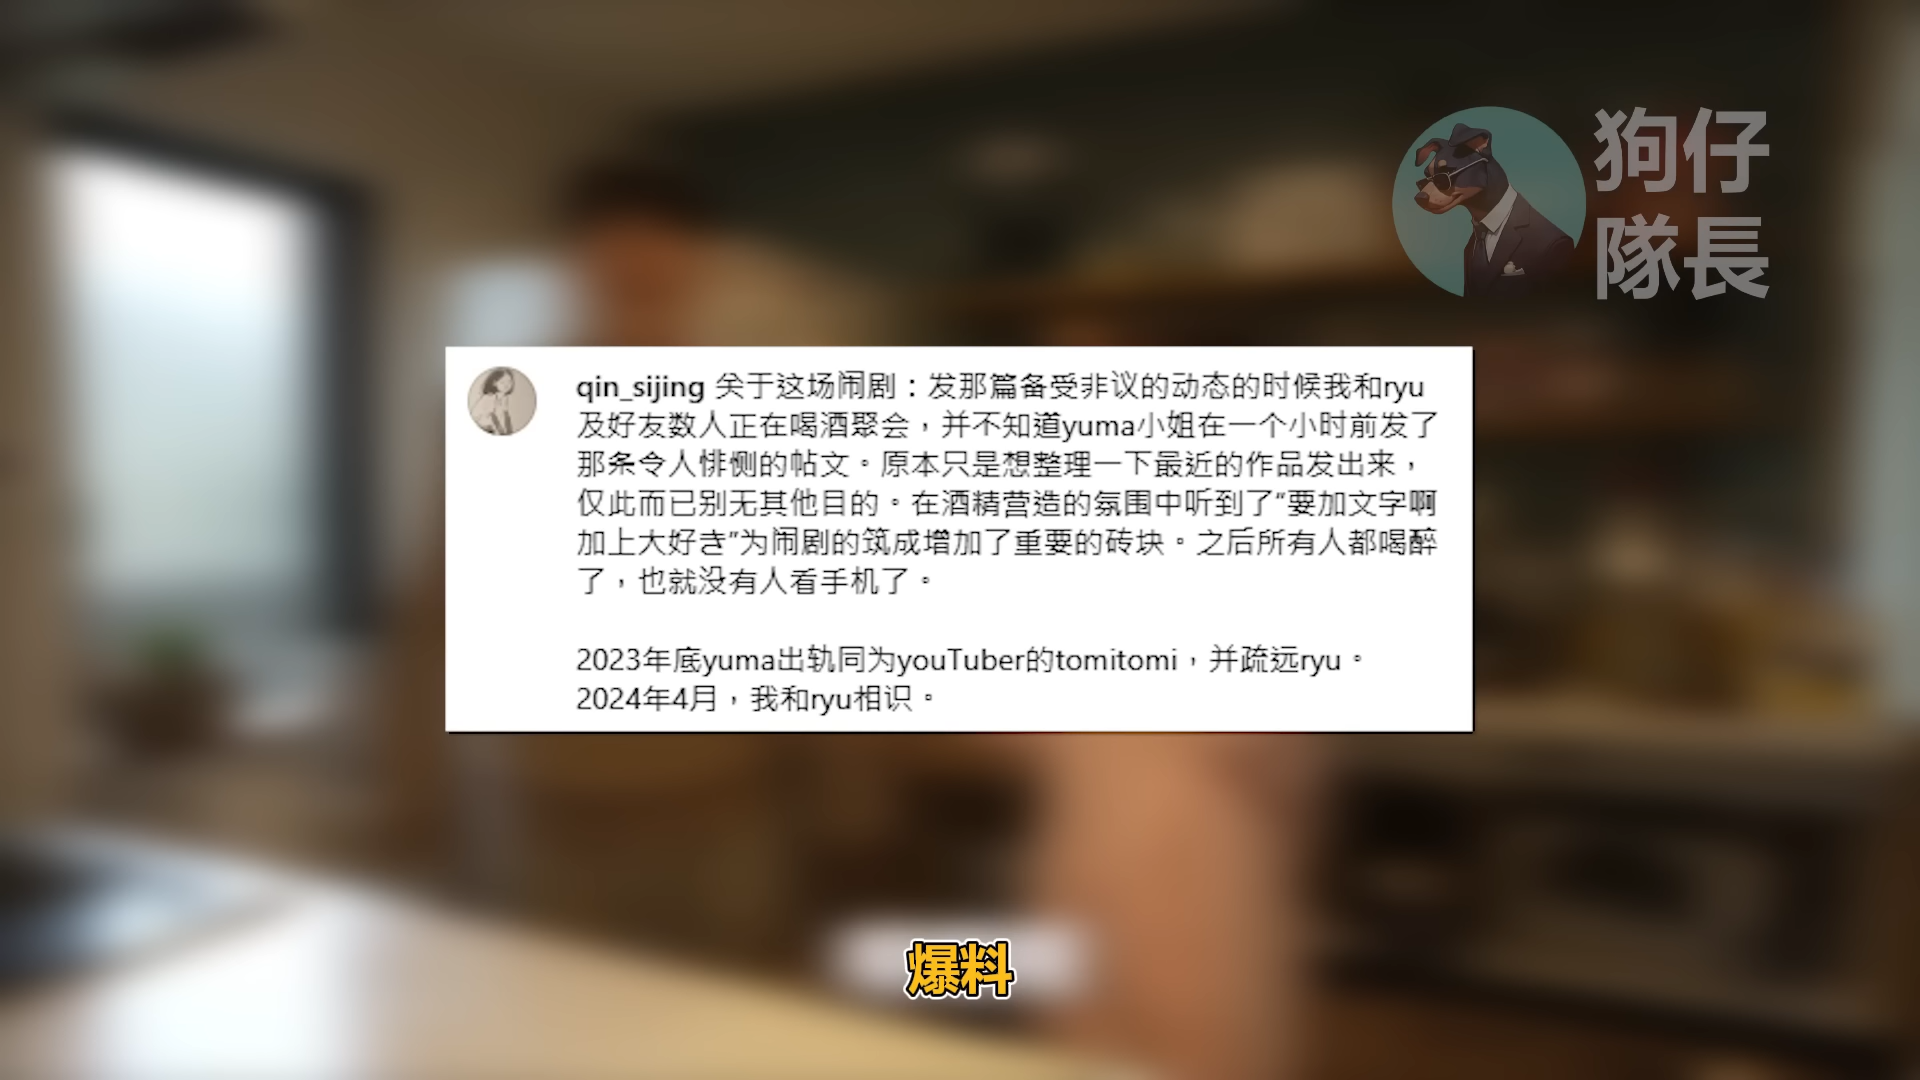 狗仔
隊長
qin_sijing 关于这场闹剧：发那篇备受非议的动态的时候我和ryu
及好友数人正在喝酒聚会，并不知道yuma小姐在一个小时前发了
那条令人悱恻的帖文。原本只是想整理一下最近的作品发出来，
仅此而已别无其他目的。在酒精营造的氛围中听到了“要加文字啊
加上大好き”为闹剧的筑成增加了重要的砖块。之后所有人都喝醉
了，也就没有人看手机了。
2023年底yuma出轨同为youTuber的tomitomi，并疏远ryu。
2024年4月，我和ryu相识。
爆料